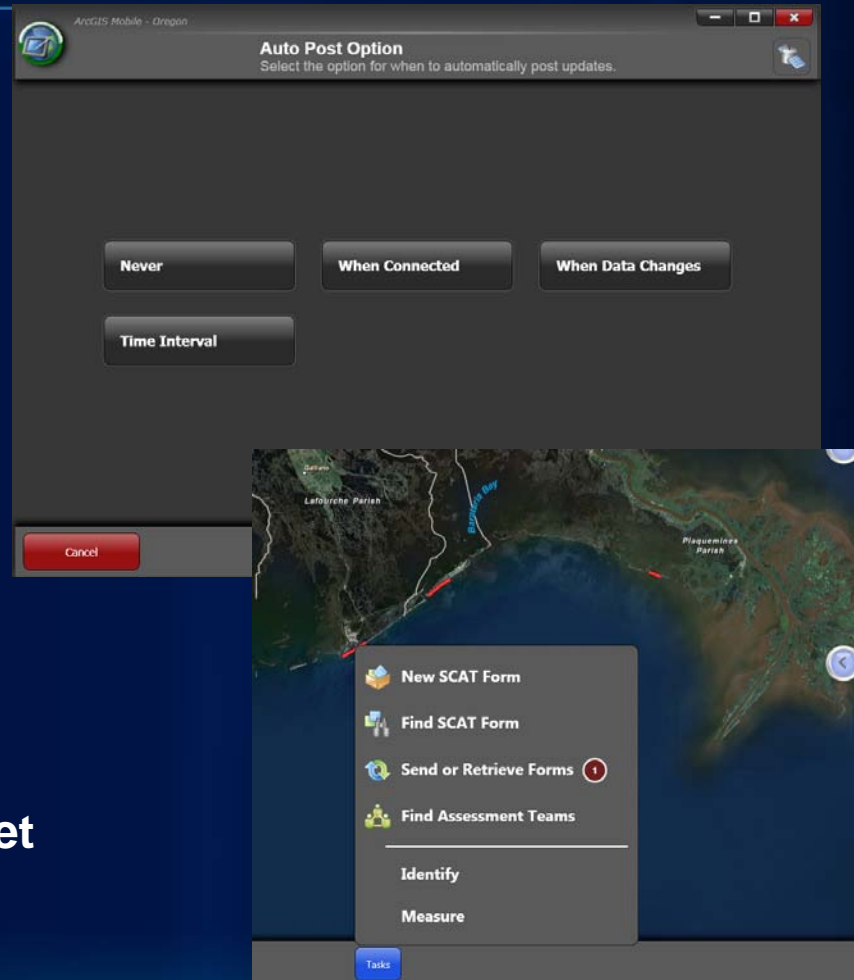 ArcGIS Mobile - Oregon
Auto Post Option
Select the option for when to automatically post updates.
Never
When Connected
When Data Changes
Time Interval
Cancel
Galliano
Lafourche Parish
Barataria Bay
Plaquemines
Parish
New SCAT Form
Find SCAT Form
Send or Retrieve Forms 1
Find Assessment Teams
Identify
Measure
Tasks
et